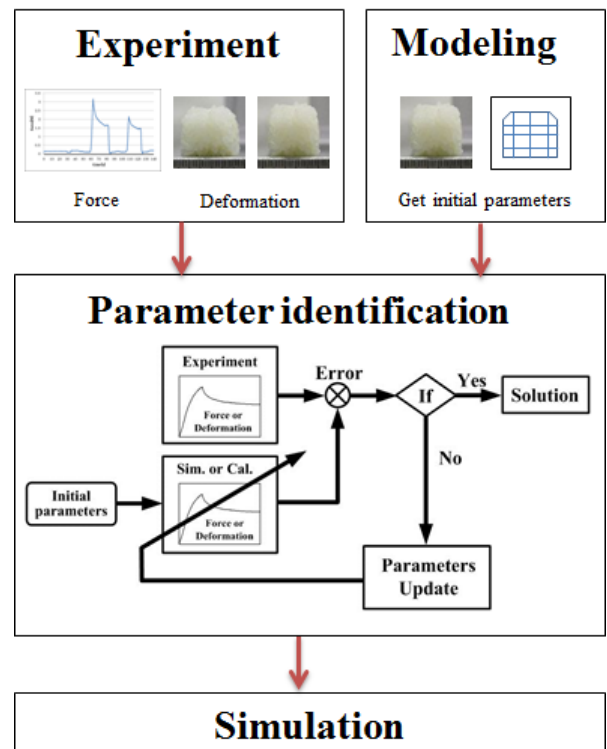 Experiment
Modeling
Force
Deformation
Get initial parameters
Parameter identification
Experiment
Force or
Deformation
Error
If
Yes
Solution
No
Sim. or Cal.
Force or
Deformation
Initial
parameters
Parameters
Update
Simulation